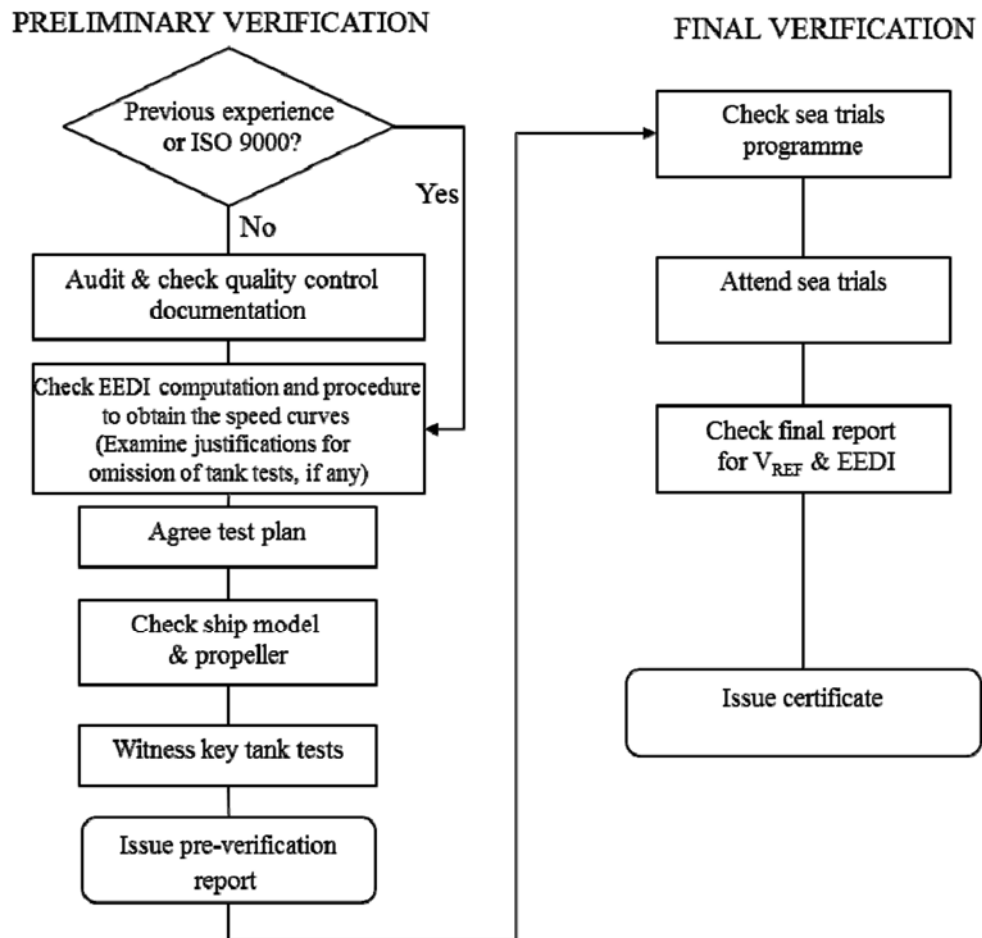 PRELIMINARY VERIFICATION
Previous experience
or ISO 9000?
Yes
No
Audit & check quality control
documentation
Check EEDI computation and procedure
to obtain the speed curves
(Examine justifications for
omission of tank tests, if any)
Agree test plan
Check ship model
& propeller
Witness key tank tests
Issue pre-verification
report
FINAL VERIFICATION
Check sea trials
programme
Attend sea trials
Check final report
for VREF & EEDI
Issue certificate